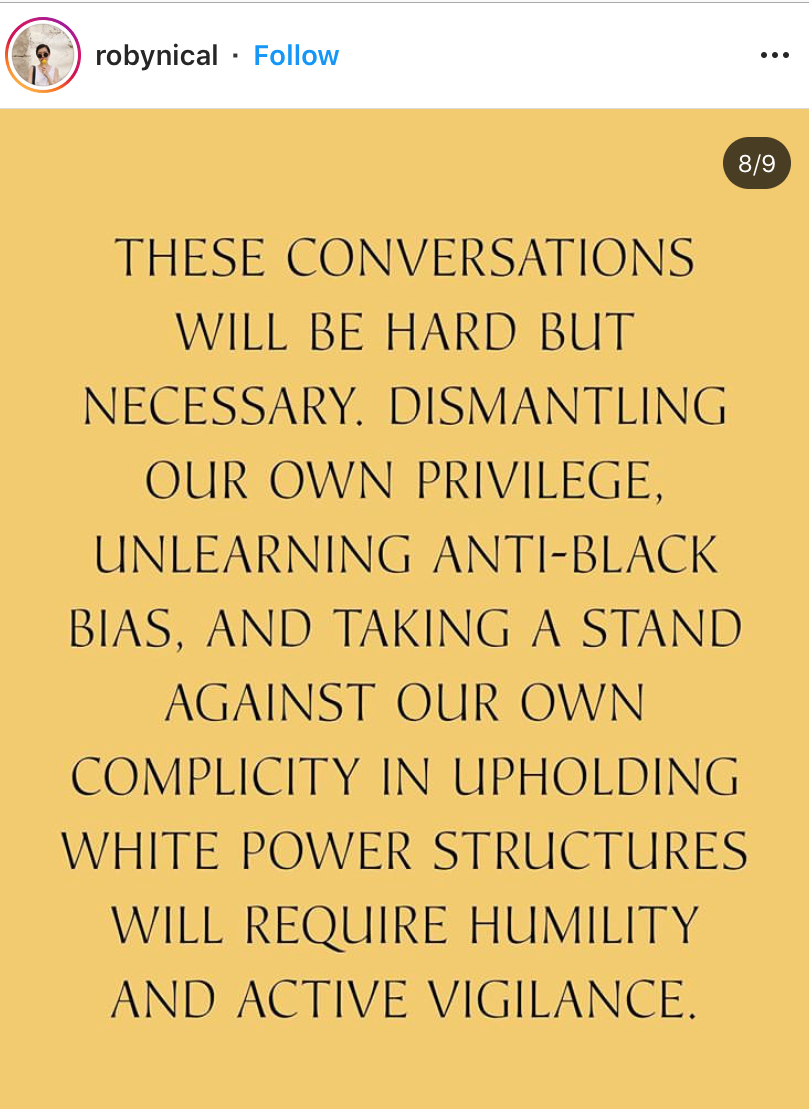 robynical · Follow
8/9
THESE CONVERSATIONS
WILL BE HARD BUT
NECESSARY. DISMANTLING
OUR OWN PRIVILEGE,
UNLEARNING ANTI-BLACK
BIAS, AND TAKING A STAND
AGAINST OUR OWN
COMPLICITY IN UPHOLDING
WHITE POWER STRUCTURES
WILL REQUIRE HUMILITY
AND ACTIVE VIGILANCE.